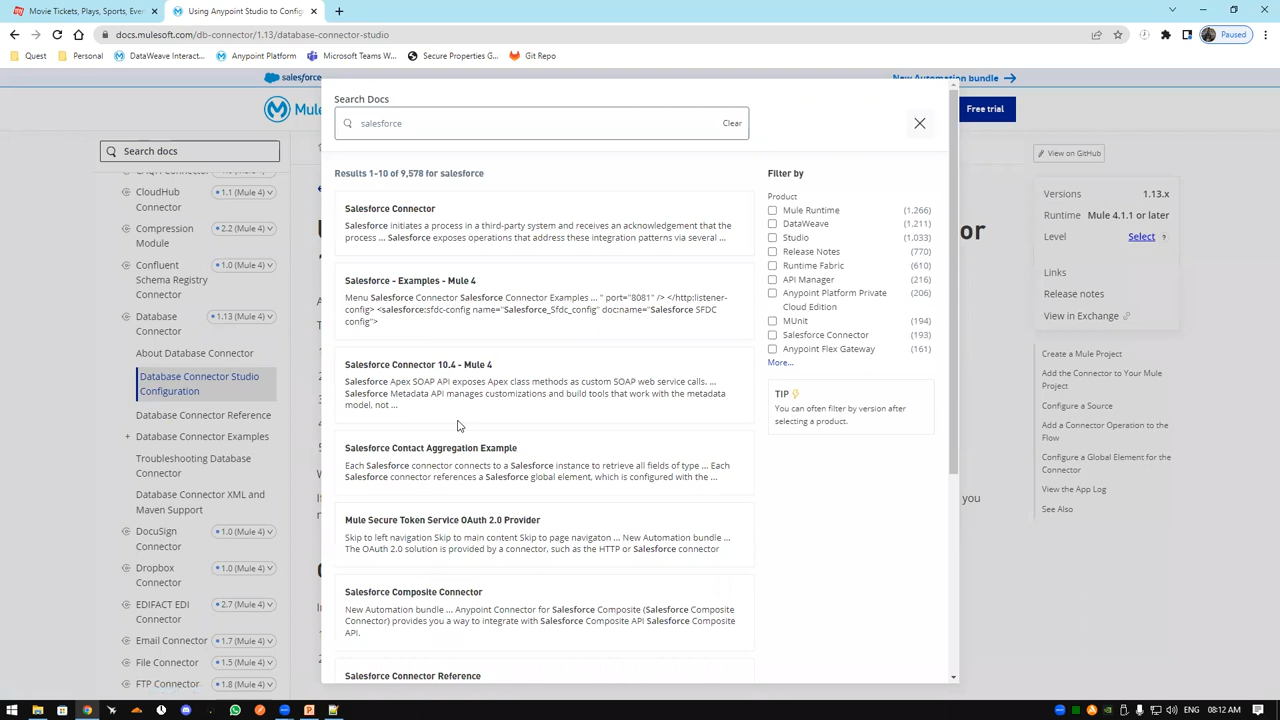 Movie Tickets, Plays, Sports
Using Anypoint Studio to Config
docs.mulesoft.com/db-connector/1.13/database-connector-studio
Paused
Quest
Personal
DataWeave Interact...
Anypoint Platform
Microsoft Teams W...
Secure Properties G...
Git Repo
salesforce
New Automation bundle
Free trial
Search docs
CloudHub
Connector
1.1 (Mule 4)
Compression
Module
2.2 (Mule 4)
Confluent
Schema Registry
Connector
1.0 (Mule 4)
Database
Connector
1.13 (Mule 4)
About Database Connector
Database Connector Studio
Configuration
Database Connector Reference
Database Connector Examples
Troubleshooting Database
Connector
Database Connector XML and
Maven Support
DocuSign
Connector
1.0 (Mule 4)
Dropbox
Connector
1.0 (Mule 4)
EDIFACT EDI
Connector
2.7 (Mule 4)
Email Connector
1.7 (Mule 4)
File Connector
1.5 (Mule 4)
FTP Connector
1.8 (Mule 4)
Search Docs
salesforce
Clear
Results 1-10 of 9,578 for salesforce
Salesforce Connector
Salesforce Initiates a process in a third-party system and receives an acknowledgement that the
process ... Salesforce exposes operations that address these integration patterns via several ...
Salesforce - Examples - Mule 4
Menu Salesforce Connector Salesforce Connector Examples ... " port="8081" /> </http:listener-
config> <salesforce:sfdc-config name="Salesforce_Sfdc_config" doc:name="Salesforce SFDC
config">
Salesforce Connector 10.4 - Mule 4
Salesforce Apex SOAP API exposes Apex class methods as custom SOAP web service calls. ...
Salesforce Metadata API manages customizations and build tools that work with the metadata
model, not ...
Salesforce Contact Aggregation Example
Each Salesforce connector connects to a Salesforce instance to retrieve all fields of type ... Each
Salesforce connector references a Salesforce global element, which is configured with the ...
Mule Secure Token Service OAuth 2.0 Provider
Skip to left navigation Skip to main content Skip to page navigaton ... New Automation bundle ...
The OAuth 2.0 solution is provided by a connector, such as the HTTP or Salesforce connector
Salesforce Composite Connector
New Automation bundle ... Anypoint Connector for Salesforce Composite (Salesforce Composite
Connector) provides you a way to integrate with Salesforce Composite API Salesforce Composite
API.
Salesforce Connector Reference
Filter by
Product
Mule Runtime (1,266)
DataWeave (1,211)
Studio (1,033)
Release Notes (770)
Runtime Fabric (610)
API Manager (216)
Anypoint Platform Private (206)
Cloud Edition
MUnit (194)
Salesforce Connector (193)
Anypoint Flex Gateway (161)
More...
TIP
You can often filter by version after
selecting a product.
View on GitHub
Versions 1.13.x
Runtime Mule 4.1.1 or later
Level Select ?
Links
Release notes
View in Exchange
Create a Mule Project
Add the Connector to Your Mule
Project
Configure a Source
Add a Connector Operation to the
Flow
Configure a Global Element for the
Connector
View the App Log
See Also
ENG
08:12 AM